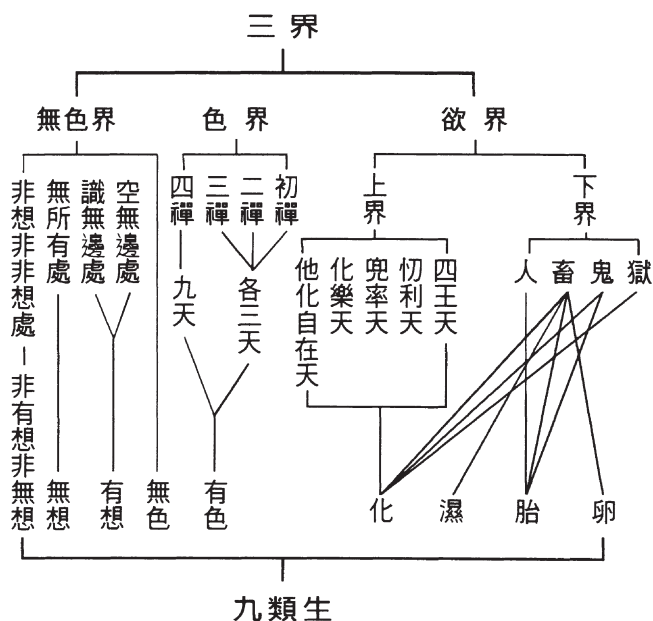 三界
欲界
色界
無色界
下界
上界
獄
鬼
畜
人
四王天
忉利天
兜率天
化樂天
他化自在天
初禪
二禪
三禪
四禪
各三天
九天
空無邊處
識無邊處
無所有處
非想非非想處
卵
胎
濕
化
有色
無色
有想
無想
非有想非無想
九類生